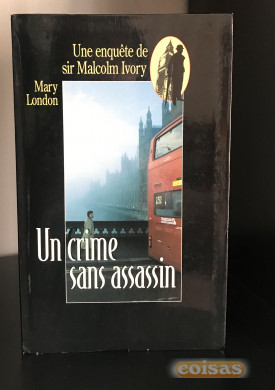 Une enquête de
sir Malcolm Ivory
Mary
London
Un crime
sans assassin
coisas